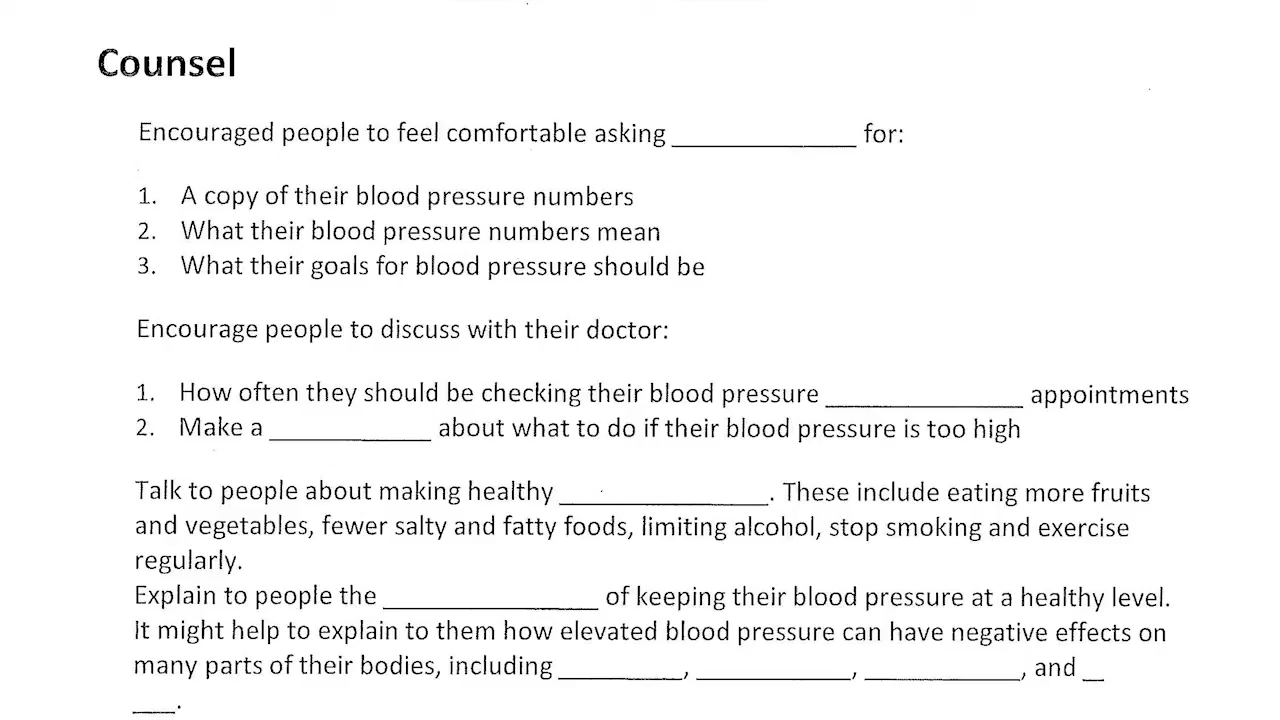 Counsel
Encouraged people to feel comfortable asking ______________ for:
1. A copy of their blood pressure numbers
2. What their blood pressure numbers mean
3. What their goals for blood pressure should be
Encourage people to discuss with their doctor:
1. How often they should be checking their blood pressure _______________ appointments
2. Make a ____________ about what to do if their blood pressure is too high
Talk to people about making healthy ________________. These include eating more fruits
and vegetables, fewer salty and fatty foods, limiting alcohol, stop smoking and exercise
regularly.
Explain to people the ________________ of keeping their blood pressure at a healthy level.
It might help to explain to them how elevated blood pressure can have negative effects on
many parts of their bodies, including _________, ___________, ___________, and _
___.